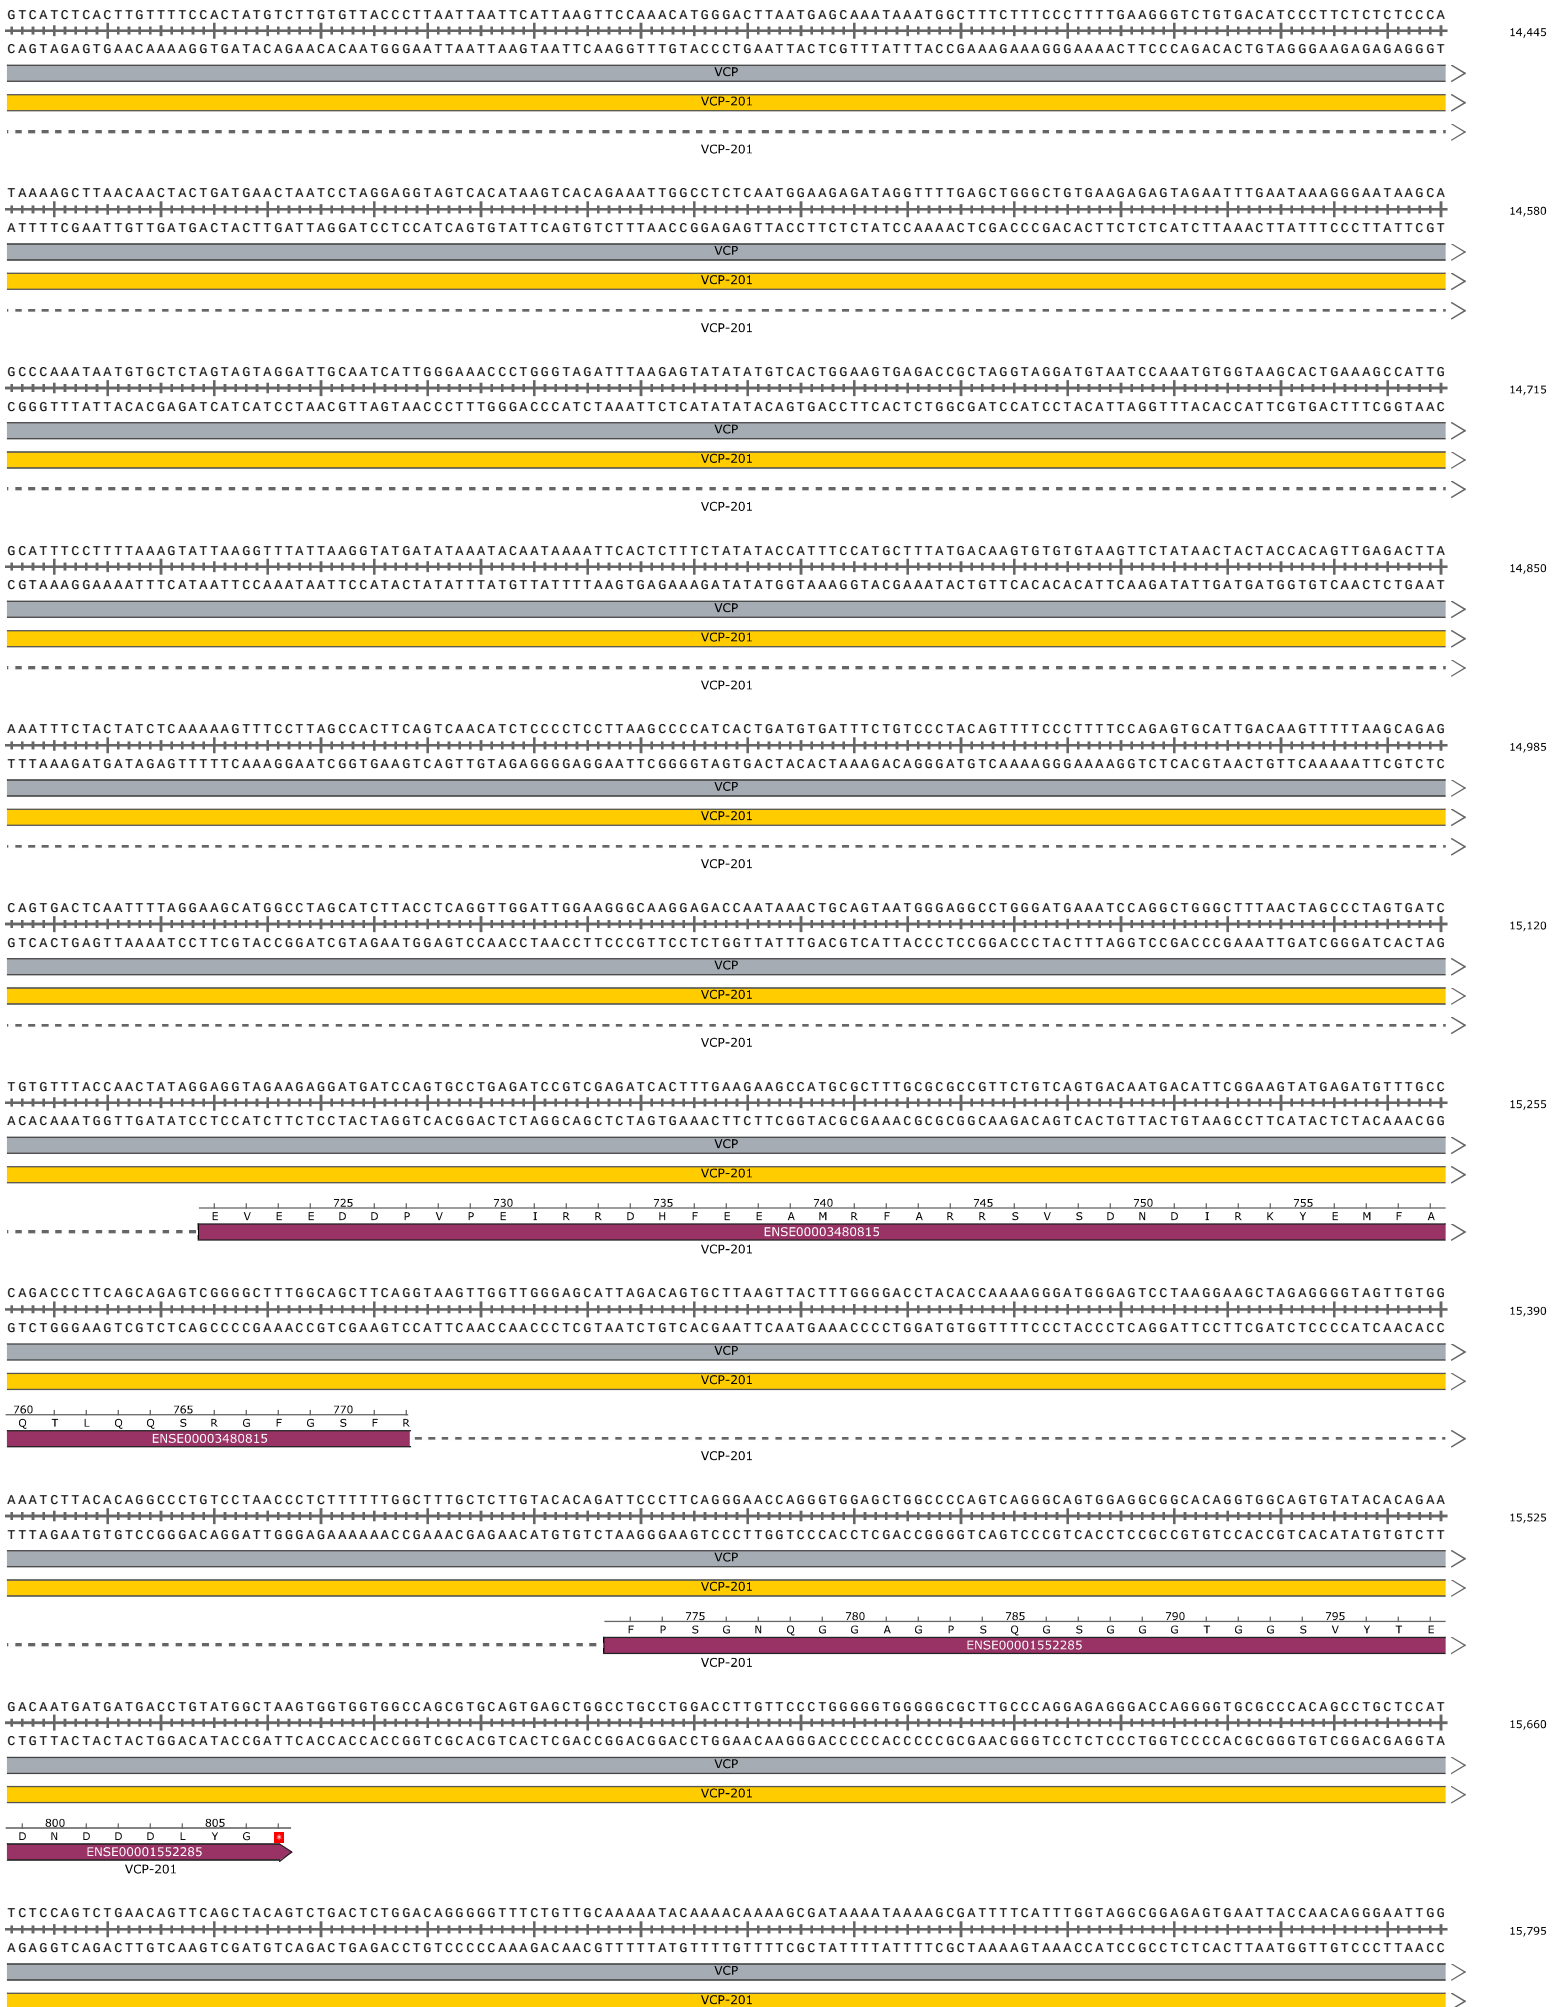 GTCATCTCACTTGTTTTCCACTATGTCTTGTGTTACCCTTAATTAATTCATTAAGTTCCAAACATGGGACTTAATGAGCAAATAAATGGCTTTCTTTCCCTTTTGAAGGGTCTGTGACATCCCTTCTCTCTCCCA
14,445
CAGTAGAGTGAACAAAAGGTGATACAGAACACAATGGGAATTAATTAAGTAATTCAAGGTTTGTACCCTGAATTACTCGTTTATTTACCGAAAGAAAGGGAAAACTTCCCAGACACTGTAGGGAAGAGAGAGGGT
VCP
VCP-201
VCP-201
TAAAAGCTTAACAACTACTGATGAACTAATCCTAGGAGGTAGTCACATAAGTCACAGAAATTGGCCTCTCAATGGAAGAGATAGGTTTTGAGCTGGGCTGTGAAGAGAGTAGAATTTGAATAAAGGGAATAAGCA
14,580
ATTTTCGAATTGTTGATGACTACTTGATTAGGATCCTCCATCAGTGTATTCAGTGTCTTTAACCGGAGAGTTACCTTCTCTATCCAAAACTCGACCCGACACTTCTCTCATCTTAAACTTATTTCCCTTATTCGT
VCP
VCP-201
VCP-201
GCCCAAATAATGTGCTCTAGTAGTAGGATTGCAATCATTGGGAAACCCTGGGTAGATTTAAGAGTATATATGTCACTGGAAGTGAGACCGCTAGGTAGGATGTAATCCAAATGTGGTAAGCACTGAAAGCCATTG
14,715
CGGGTTTATTACACGAGATCATCATCCTAACGTTAGTAACCCTTTGGGACCCATCTAAATTCTCATATATACAGTGACCTTCACTCTGGCGATCCATCCTACATTAGGTTTACACCATTCGTGACTTTCGGTAAC
VCP
VCP-201
VCP-201
GCATTTCCTTTTAAAGTATTAAGGTTTATTAAGGTATGATATAAATACAATAAAATTCACTCTTTCTATATACCATTTCCATGCTTTATGACAAGTGTGTGTAAGTTCTATAACTACTACCACAGTTGAGACTTA
14,850
CGTAAAGGAAAATTTCATAATTCCAAATAATTCCATACTATATTTATGTTATTTTAAGTGAGAAAGATATATGGTAAAGGTACGAAATACTGTTCACACACATTCAAGATATTGATGATGGTGTCAACTCTGAAT
VCP
VCP-201
VCP-201
AAATTTCTACTATCTCAAAAAGTTTCCTTAGCCACTTCAGTCAACATCTCCCCTCCTTAAGCCCCATCACTGATGTGATTTCTGTCCCTACAGTTTTCCCTTTTCCAGAGTGCATTGACAAGTTTTTAAGCAGAG
14,985
TTTAAAGATGATAGAGTTTTTCAAAGGAATCGGTGAAGTCAGTTGTAGAGGGGAGGAATTCGGGGTAGTGACTACACTAAAGACAGGGATGTCAAAAGGGAAAAGGTCTCACGTAACTGTTCAAAAATTCGTCTC
VCP
VCP-201
VCP-201
CAGTGACTCAATTTTAGGAAGCATGGCCTAGCATCTTACCTCAGGTTGGATTGGAAGGGCAAGGAGACCAATAAACTGCAGTAATGGGAGGCCTGGGATGAAATCCAGGCTGGGCTTTAACTAGCCCTAGTGATC
15,120
GTCACTGAGTTAAAATCCTTCGTACCGGATCGTAGAATGGAGTCCAACCTAACCTTCCCGTTCCTCTGGTTATTTGACGTCATTACCCTCCGGACCCTACTTTAGGTCCGACCCGAAATTGATCGGGATCACTAG
VCP
VCP-201
VCP-201
TGTGTTTACCAACTATAGGAGGTAGAAGAGGATGATCCAGTGCCTGAGATCCGTCGAGATCACTTTGAAGAAGCCATGCGCTTTGCGCGCCGTTCTGTCAGTGACAATGACATTCGGAAGTATGAGATGTTTGCC
15,255
ACACAAATGGTTGATATCCTCCATCTTCTCCTACTAGGTCACGGACTCTAGGCAGCTCTAGTGAAACTTCTTCGGTACGCGAAACGCGCGGCAAGACAGTCACTGTTACTGTAAGCCTTCATACTCTACAAACGG
VCP
VCP-201
725 730 735 740 745 750 755
E V E E D D P V P E I R R D H F E E A M R F A R R S V S D N D I R K Y E M F A
ENSE00003480815
VCP-201
CAGACCCTTCAGCAGAGTCGGGGCTTTGGCAGCTTCAGGTAAGTTGGTTGGGAGCATTAGACAGTGCTTAAGTTACTTTGGGGACCTACACCAAAAGGGATGGGAGTCCTAAGGAAGCTAGAGGGGTAGTTGTGG
15,390
GTCTGGGAAGTCGTCTCAGCCCCGAAACCGTCGAAGTCCATTCAACCAACCCTCGTAATCTGTCACGAATTCAATGAAACCCCTGGATGTGGTTTTCCCTACCCTCAGGATTCCTTCGATCTCCCCATCAACACC
VCP
VCP-201
760 765 770
Q T L Q Q S R G F G S F R
ENSE00003480815
VCP-201
AAATCTTACACAGGCCCTGTCCTAACCCTCTTTTTTGGCTTTGCTCTTGTACACAGATTCCCTTCAGGGAACCAGGGTGGAGCTGGCCCCAGTCAGGGCAGTGGAGGCGGCACAGGTGGCAGTGTATACACAGAA
15,525
TTTAGAATGTGTCCGGGACAGGATTGGGAGAAAAAACCGAAACGAGAACATGTGTCTAAGGGAAGTCCCTTGGTCCCACCTCGACCGGGGTCAGTCCCGTCACCTCCGCCGTGTCCACCGTCACATATGTGTCTT
VCP
VCP-201
775 780 785 790 795
F P S G N Q G G A G P S Q G S G G G T G G S V Y T E
ENSE00001552285
VCP-201
GACAATGATGATGACCTGTATGGCTAAGTGGTGGTGGCCAGCGTGCAGTGAGCTGGCCTGCCTGGACCTTGTTCCCTGGGGGTGGGGGCGCTTGCCCAGGAGAGGGACCAGGGGTGCGCCCACAGCCTGCTCCAT
15,660
CTGTTACTACTACTGGACATACCGATTCACCACCACCGGTCGCACGTCACTCGACCGGACGGACCTGGAACAAGGGACCCCCACCCCCGCGAACGGGTCCTCTCCCTGGTCCCCACGCGGGTGTCGGACGAGGTA
VCP
VCP-201
800 805
D N D D D L Y G *
ENSE00001552285
VCP-201
TCTCCAGTCTGAACAGTTCAGCTACAGTCTGACTCTGGACAGGGGGTTTCTGTTGCAAAAATACAAAACAAAAGCGATAAAATAAAAGCGATTTTCATTTGGTAGGCGGAGAGTGAATTACCAACAGGGAATTGG
15,795
AGAGGTCAGACTTGTCAAGTCGATGTCAGACTGAGACCTGTCCCCCAAAGACAACGTTTTTATGTTTTGTTTTCGCTATTTTATTTTCGCTAAAAGTAAACCATCCGCCTCTCACTTAATGGTTGTCCCTTAACC
VCP
VCP-201